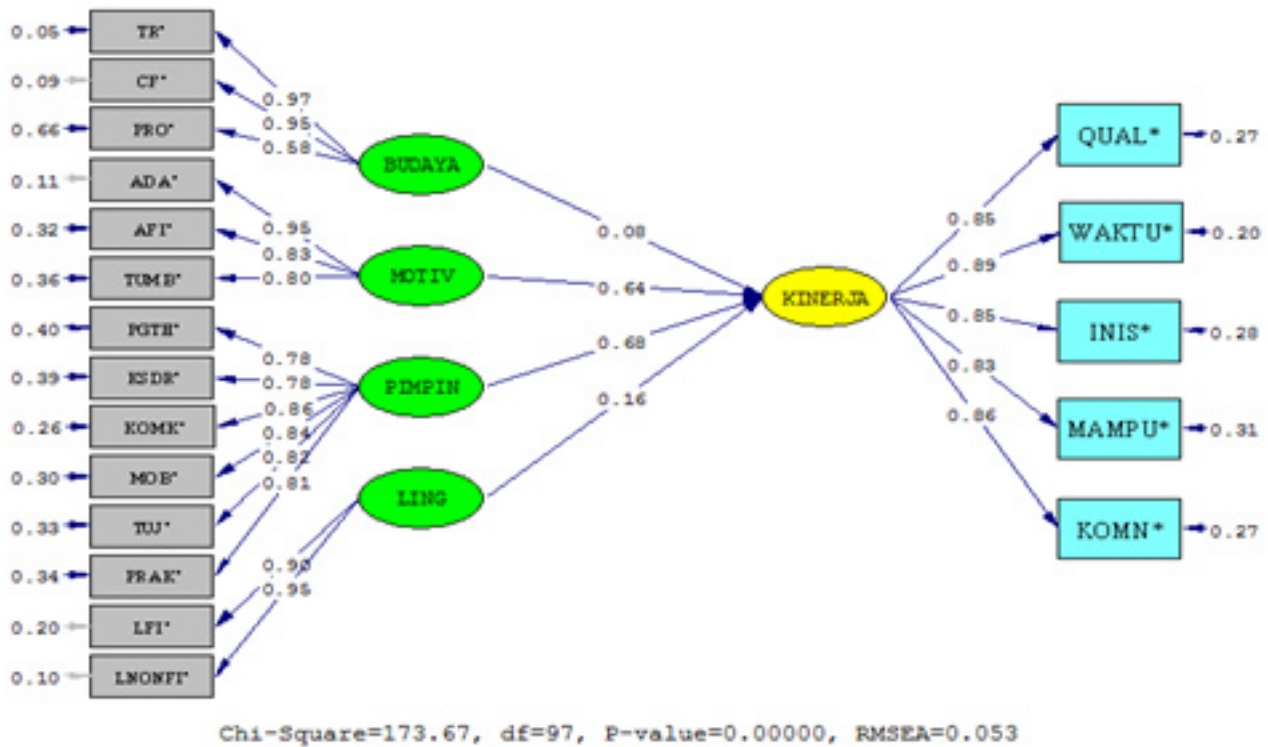 0.05 TR*
0.09 CF*
0.66 PRO*
0.11 ADA*
0.32 AFI*
0.36 TUMB*
0.40 PGTH*
0.39 KSDR*
0.26 KOMK*
0.30 MOB*
0.33 TUJ*
0.34 PRAK*
0.20 LFI*
0.10 LNONFI*
0.97
0.95
0.58
0.95
0.83
0.80
0.78
0.78
0.86
0.84
0.82
0.81
0.90
0.95
BUDAYA
MOTIV
PIMPIN
LING
0.08
0.64
0.68
0.16
KINERJA
0.85
0.89
0.85
0.83
0.86
QUAL* 0.27
WAKTU* 0.20
INIS* 0.28
MAMPU* 0.31
KOMN* 0.27
Chi-Square=173.67, df=97, P-value=0.00000, RMSEA=0.053